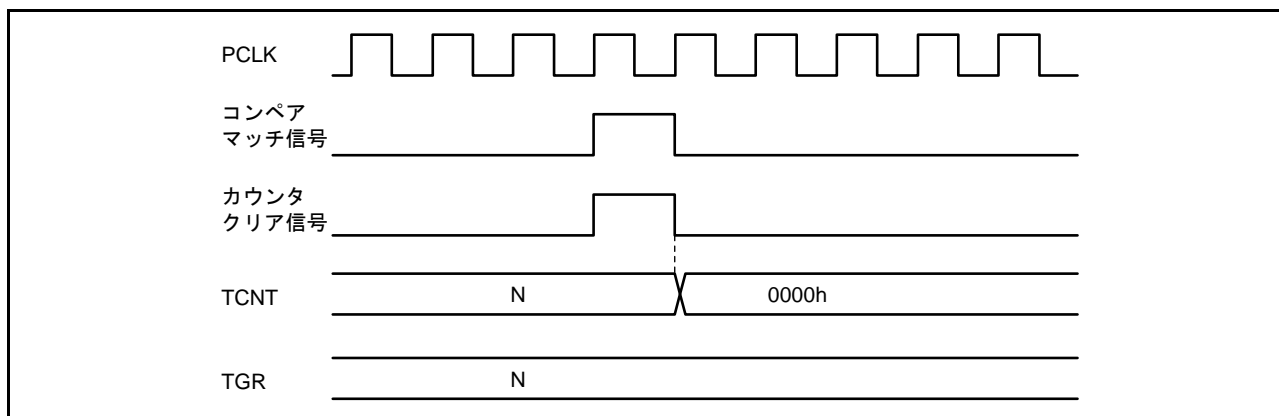 PCLK
コンペア
マッチ信号
カウンタ
クリア信号
TCNT
N
0000h
TGR
N